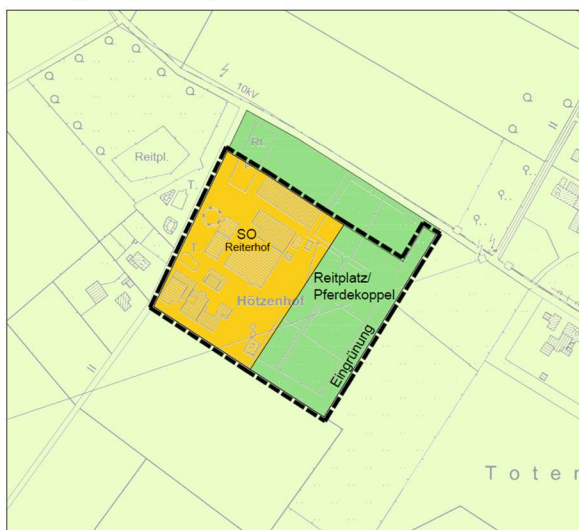 10kV
Reitpl.
Rt.
T.
SO
Reiterhof
T.
Reitplatz/
Pferdekoppel
Hötzenhof
Eingrünung
Toter